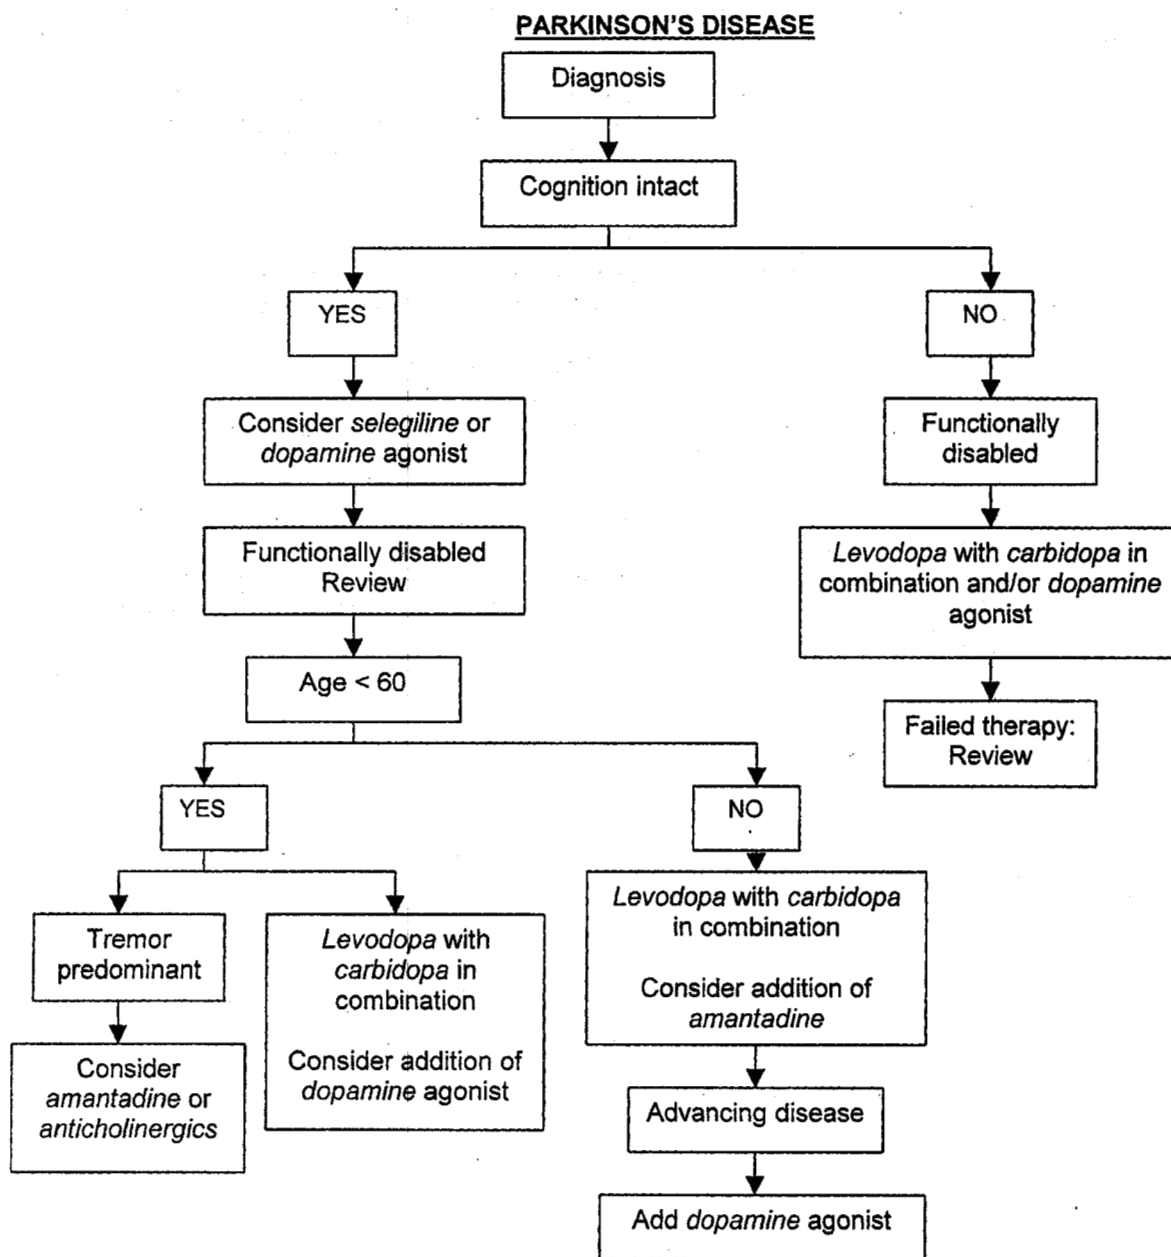 PARKINSON'S DISEASE
Diagnosis
Cognition intact
YES
NO
Consider selegiline or
dopamine agonist
Functionally
disabled
Functionally disabled
Review
Levodopa with carbidopa in
combination and/or dopamine
agonist
Age < 60
Failed therapy:
Review
YES
NO
Tremor
predominant
Levodopa with
carbidopa in
combination
Consider addition of
dopamine agonist
Levodopa with carbidopa
in combination
Consider addition of
amantadine
Consider
amantadine or
anticholinergics
Advancing disease
Add dopamine agonist